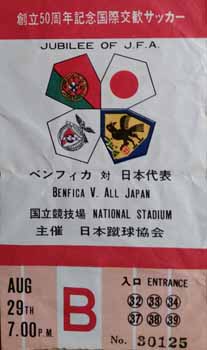 創立50周年記念国際交歓サッカー
JUBILEE OF J.F.A.
ベンフィカ 対 日本代表
BENFICA V. ALL JAPAN
国立競技場 NATIONAL STADIUM
主催 日本蹴球協会
AUG
29TH
7.00 P.M.
B
入口 ENTRANCE
32 33 34
37 38 39
No. 30125